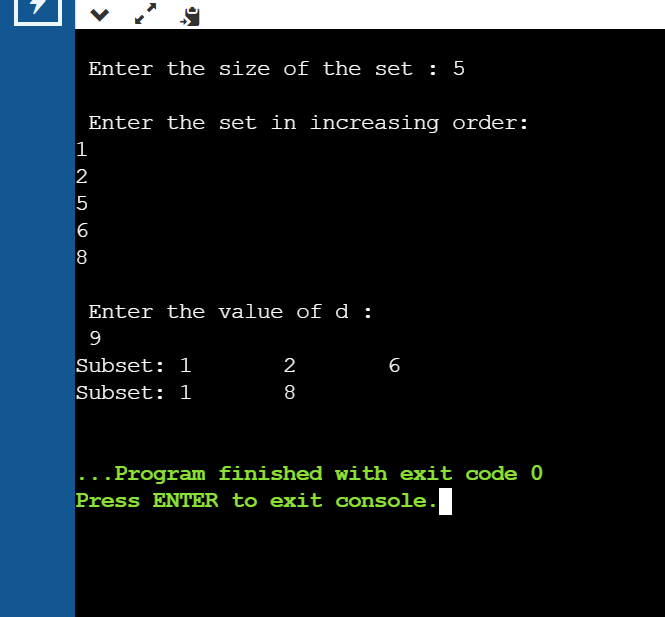 Enter the size of the set : 5
Enter the set in increasing order:
1
2
5
6
8
Enter the value of d :
9
Subset: 1 2 6
Subset: 1 8
...Program finished with exit code 0
Press ENTER to exit console.